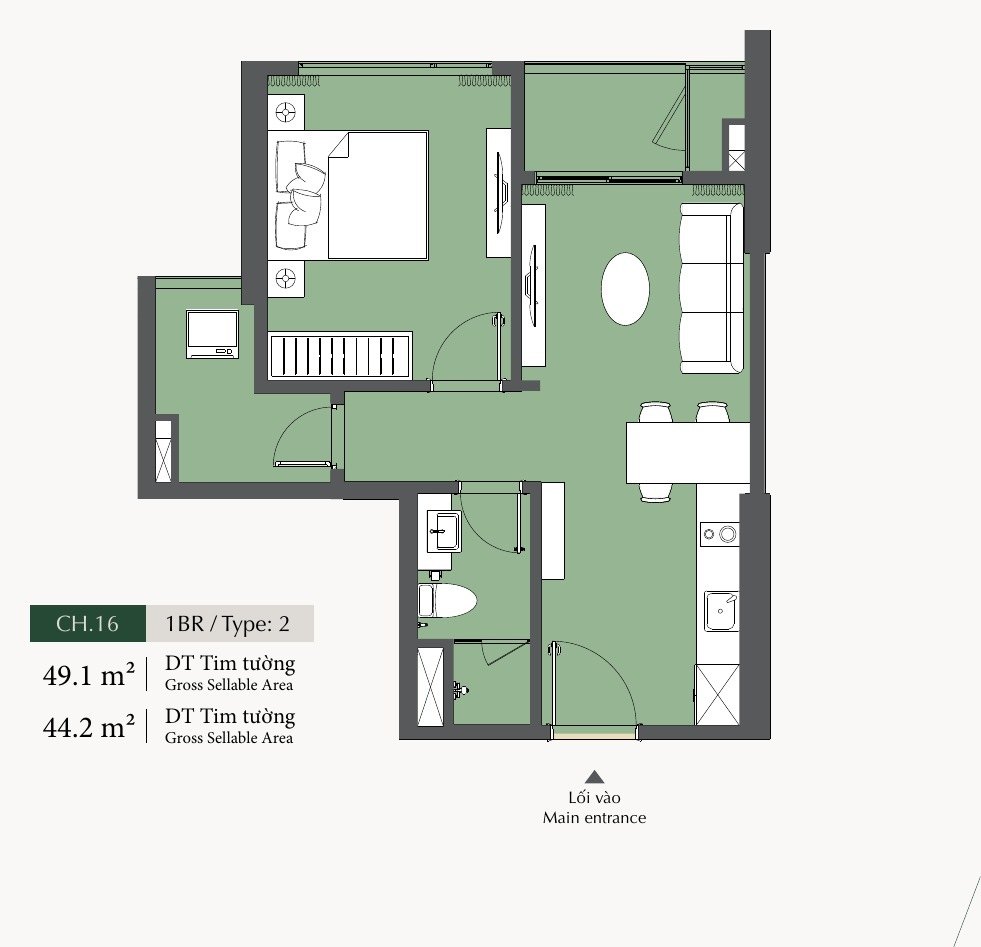 CH.16 1BR / Type: 2
49.1 m² DT Tim tường
Gross Sellable Area
44.2 m² DT Tim tường
Gross Sellable Area
Lối vào
Main entrance